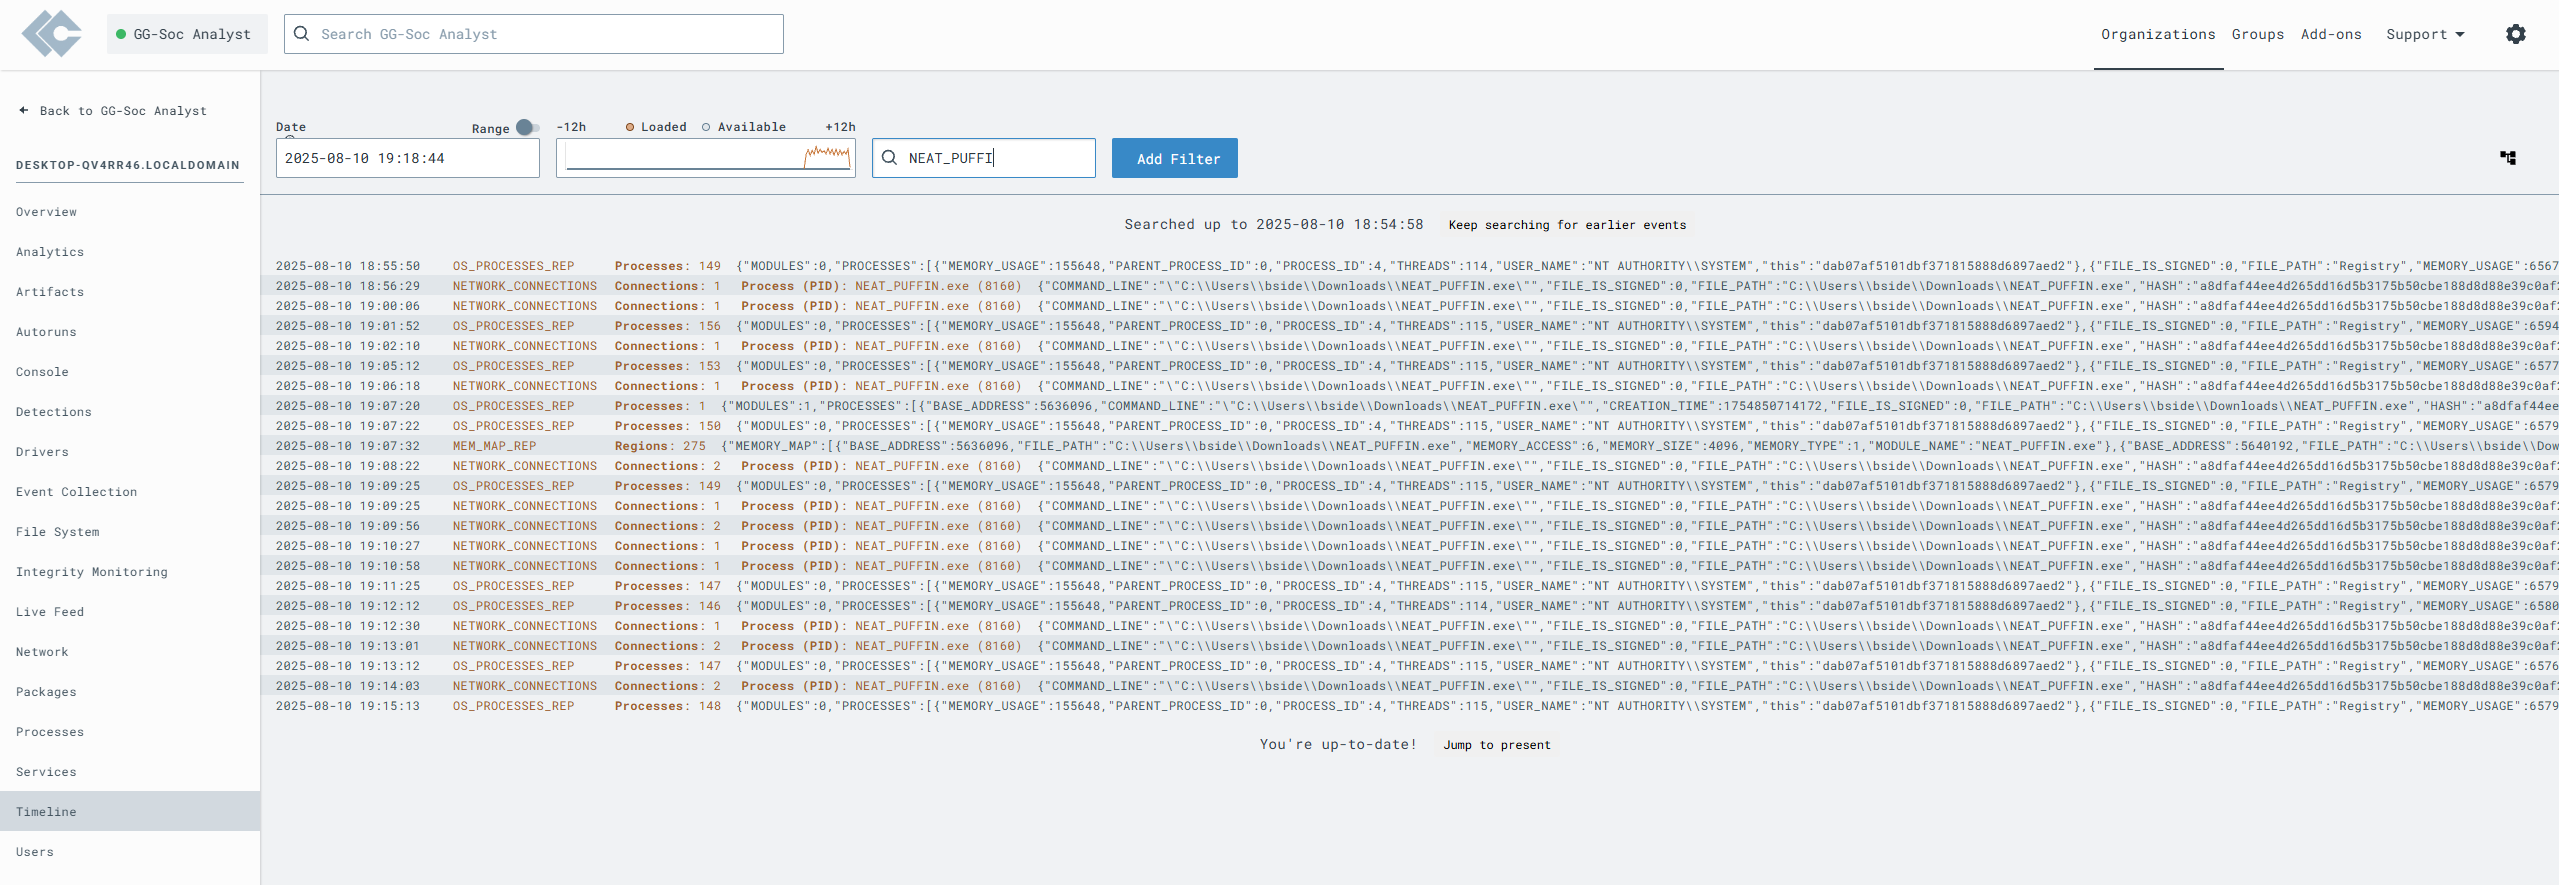 GG-Soc Analyst
Search GG-Soc Analyst
Organizations Groups Add-ons Support
Back to GG-Soc Analyst
DESKTOP-QV4RR46.LOCALDOMAIN
Overview
Analytics
Artifacts
Autoruns
Console
Detections
Drivers
Event Collection
File System
Integrity Monitoring
Live Feed
Network
Packages
Processes
Services
Timeline
Users
Date Range -12h Loaded Available +12h
2025-08-10 19:18:44 NEAT_PUFFI Add Filter
Searched up to 2025-08-10 18:54:58 Keep searching for earlier events
2025-08-10 18:55:50 OS_PROCESSES_REP Processes: 149 {"MODULES":0,"PROCESSES":[{"MEMORY_USAGE":155648,"PARENT_PROCESS_ID":0,"PROCESS_ID":4,"THREADS":114,"USER_NAME":"NT AUTHORITY\\SYSTEM","this":"dab07af5101dbf371815888d6897aed2"},{"FILE_IS_SIGNED":0,"FILE_PATH":"Registry","MEMORY_USAGE":6567
2025-08-10 18:56:29 NETWORK_CONNECTIONS Connections: 1 Process (PID): NEAT_PUFFIN.exe (8160) {"COMMAND_LINE":"\"C:\\Users\\bside\\Downloads\\NEAT_PUFFIN.exe\"","FILE_IS_SIGNED":0,"FILE_PATH":"C:\\Users\\bside\\Downloads\\NEAT_PUFFIN.exe","HASH":"a8dfaf44ee4d265dd16d5b3175b50cbe188d8d88e39c0af
2025-08-10 19:00:06 NETWORK_CONNECTIONS Connections: 1 Process (PID): NEAT_PUFFIN.exe (8160) {"COMMAND_LINE":"\"C:\\Users\\bside\\Downloads\\NEAT_PUFFIN.exe\"","FILE_IS_SIGNED":0,"FILE_PATH":"C:\\Users\\bside\\Downloads\\NEAT_PUFFIN.exe","HASH":"a8dfaf44ee4d265dd16d5b3175b50cbe188d8d88e39c0af
2025-08-10 19:01:52 OS_PROCESSES_REP Processes: 156 {"MODULES":0,"PROCESSES":[{"MEMORY_USAGE":155648,"PARENT_PROCESS_ID":0,"PROCESS_ID":4,"THREADS":115,"USER_NAME":"NT AUTHORITY\\SYSTEM","this":"dab07af5101dbf371815888d6897aed2"},{"FILE_IS_SIGNED":0,"FILE_PATH":"Registry","MEMORY_USAGE":6594
2025-08-10 19:02:10 NETWORK_CONNECTIONS Connections: 1 Process (PID): NEAT_PUFFIN.exe (8160) {"COMMAND_LINE":"\"C:\\Users\\bside\\Downloads\\NEAT_PUFFIN.exe\"","FILE_IS_SIGNED":0,"FILE_PATH":"C:\\Users\\bside\\Downloads\\NEAT_PUFFIN.exe","HASH":"a8dfaf44ee4d265dd16d5b3175b50cbe188d8d88e39c0af
2025-08-10 19:05:12 OS_PROCESSES_REP Processes: 153 {"MODULES":0,"PROCESSES":[{"MEMORY_USAGE":155648,"PARENT_PROCESS_ID":0,"PROCESS_ID":4,"THREADS":115,"USER_NAME":"NT AUTHORITY\\SYSTEM","this":"dab07af5101dbf371815888d6897aed2"},{"FILE_IS_SIGNED":0,"FILE_PATH":"Registry","MEMORY_USAGE":6577
2025-08-10 19:06:18 NETWORK_CONNECTIONS Connections: 1 Process (PID): NEAT_PUFFIN.exe (8160) {"COMMAND_LINE":"\"C:\\Users\\bside\\Downloads\\NEAT_PUFFIN.exe\"","FILE_IS_SIGNED":0,"FILE_PATH":"C:\\Users\\bside\\Downloads\\NEAT_PUFFIN.exe","HASH":"a8dfaf44ee4d265dd16d5b3175b50cbe188d8d88e39c0af
2025-08-10 19:07:20 OS_PROCESSES_REP Processes: 1 {"MODULES":1,"PROCESSES":[{"BASE_ADDRESS":5636096,"COMMAND_LINE":"\"C:\\Users\\bside\\Downloads\\NEAT_PUFFIN.exe\"","CREATION_TIME":1754850714172,"FILE_IS_SIGNED":0,"FILE_PATH":"C:\\Users\\bside\\Downloads\\NEAT_PUFFIN.exe","HASH":"a8dfaf44ee
2025-08-10 19:07:22 OS_PROCESSES_REP Processes: 150 {"MODULES":0,"PROCESSES":[{"MEMORY_USAGE":155648,"PARENT_PROCESS_ID":0,"PROCESS_ID":4,"THREADS":115,"USER_NAME":"NT AUTHORITY\\SYSTEM","this":"dab07af5101dbf371815888d6897aed2"},{"FILE_IS_SIGNED":0,"FILE_PATH":"Registry","MEMORY_USAGE":6579
2025-08-10 19:07:32 MEM_MAP_REP Regions: 275 {"MEMORY_MAP":[{"BASE_ADDRESS":5636096,"FILE_PATH":"C:\\Users\\bside\\Downloads\\NEAT_PUFFIN.exe","MEMORY_ACCESS":6,"MEMORY_SIZE":4096,"MEMORY_TYPE":1,"MODULE_NAME":"NEAT_PUFFIN.exe"},{"BASE_ADDRESS":5640192,"FILE_PATH":"C:\\Users\\bside\\Dow
2025-08-10 19:08:22 NETWORK_CONNECTIONS Connections: 2 Process (PID): NEAT_PUFFIN.exe (8160) {"COMMAND_LINE":"\"C:\\Users\\bside\\Downloads\\NEAT_PUFFIN.exe\"","FILE_IS_SIGNED":0,"FILE_PATH":"C:\\Users\\bside\\Downloads\\NEAT_PUFFIN.exe","HASH":"a8dfaf44ee4d265dd16d5b3175b50cbe188d8d88e39c0af
2025-08-10 19:09:25 OS_PROCESSES_REP Processes: 149 {"MODULES":0,"PROCESSES":[{"MEMORY_USAGE":155648,"PARENT_PROCESS_ID":0,"PROCESS_ID":4,"THREADS":115,"USER_NAME":"NT AUTHORITY\\SYSTEM","this":"dab07af5101dbf371815888d6897aed2"},{"FILE_IS_SIGNED":0,"FILE_PATH":"Registry","MEMORY_USAGE":6579
2025-08-10 19:09:25 NETWORK_CONNECTIONS Connections: 1 Process (PID): NEAT_PUFFIN.exe (8160) {"COMMAND_LINE":"\"C:\\Users\\bside\\Downloads\\NEAT_PUFFIN.exe\"","FILE_IS_SIGNED":0,"FILE_PATH":"C:\\Users\\bside\\Downloads\\NEAT_PUFFIN.exe","HASH":"a8dfaf44ee4d265dd16d5b3175b50cbe188d8d88e39c0af
2025-08-10 19:09:56 NETWORK_CONNECTIONS Connections: 2 Process (PID): NEAT_PUFFIN.exe (8160) {"COMMAND_LINE":"\"C:\\Users\\bside\\Downloads\\NEAT_PUFFIN.exe\"","FILE_IS_SIGNED":0,"FILE_PATH":"C:\\Users\\bside\\Downloads\\NEAT_PUFFIN.exe","HASH":"a8dfaf44ee4d265dd16d5b3175b50cbe188d8d88e39c0af
2025-08-10 19:10:27 NETWORK_CONNECTIONS Connections: 1 Process (PID): NEAT_PUFFIN.exe (8160) {"COMMAND_LINE":"\"C:\\Users\\bside\\Downloads\\NEAT_PUFFIN.exe\"","FILE_IS_SIGNED":0,"FILE_PATH":"C:\\Users\\bside\\Downloads\\NEAT_PUFFIN.exe","HASH":"a8dfaf44ee4d265dd16d5b3175b50cbe188d8d88e39c0af
2025-08-10 19:10:58 NETWORK_CONNECTIONS Connections: 1 Process (PID): NEAT_PUFFIN.exe (8160) {"COMMAND_LINE":"\"C:\\Users\\bside\\Downloads\\NEAT_PUFFIN.exe\"","FILE_IS_SIGNED":0,"FILE_PATH":"C:\\Users\\bside\\Downloads\\NEAT_PUFFIN.exe","HASH":"a8dfaf44ee4d265dd16d5b3175b50cbe188d8d88e39c0af
2025-08-10 19:11:25 OS_PROCESSES_REP Processes: 147 {"MODULES":0,"PROCESSES":[{"MEMORY_USAGE":155648,"PARENT_PROCESS_ID":0,"PROCESS_ID":4,"THREADS":115,"USER_NAME":"NT AUTHORITY\\SYSTEM","this":"dab07af5101dbf371815888d6897aed2"},{"FILE_IS_SIGNED":0,"FILE_PATH":"Registry","MEMORY_USAGE":6579
2025-08-10 19:12:12 OS_PROCESSES_REP Processes: 146 {"MODULES":0,"PROCESSES":[{"MEMORY_USAGE":155648,"PARENT_PROCESS_ID":0,"PROCESS_ID":4,"THREADS":114,"USER_NAME":"NT AUTHORITY\\SYSTEM","this":"dab07af5101dbf371815888d6897aed2"},{"FILE_IS_SIGNED":0,"FILE_PATH":"Registry","MEMORY_USAGE":6580
2025-08-10 19:12:30 NETWORK_CONNECTIONS Connections: 1 Process (PID): NEAT_PUFFIN.exe (8160) {"COMMAND_LINE":"\"C:\\Users\\bside\\Downloads\\NEAT_PUFFIN.exe\"","FILE_IS_SIGNED":0,"FILE_PATH":"C:\\Users\\bside\\Downloads\\NEAT_PUFFIN.exe","HASH":"a8dfaf44ee4d265dd16d5b3175b50cbe188d8d88e39c0af
2025-08-10 19:13:01 NETWORK_CONNECTIONS Connections: 2 Process (PID): NEAT_PUFFIN.exe (8160) {"COMMAND_LINE":"\"C:\\Users\\bside\\Downloads\\NEAT_PUFFIN.exe\"","FILE_IS_SIGNED":0,"FILE_PATH":"C:\\Users\\bside\\Downloads\\NEAT_PUFFIN.exe","HASH":"a8dfaf44ee4d265dd16d5b3175b50cbe188d8d88e39c0af
2025-08-10 19:13:12 OS_PROCESSES_REP Processes: 147 {"MODULES":0,"PROCESSES":[{"MEMORY_USAGE":155648,"PARENT_PROCESS_ID":0,"PROCESS_ID":4,"THREADS":115,"USER_NAME":"NT AUTHORITY\\SYSTEM","this":"dab07af5101dbf371815888d6897aed2"},{"FILE_IS_SIGNED":0,"FILE_PATH":"Registry","MEMORY_USAGE":6576
2025-08-10 19:14:03 NETWORK_CONNECTIONS Connections: 2 Process (PID): NEAT_PUFFIN.exe (8160) {"COMMAND_LINE":"\"C:\\Users\\bside\\Downloads\\NEAT_PUFFIN.exe\"","FILE_IS_SIGNED":0,"FILE_PATH":"C:\\Users\\bside\\Downloads\\NEAT_PUFFIN.exe","HASH":"a8dfaf44ee4d265dd16d5b3175b50cbe188d8d88e39c0af
2025-08-10 19:15:13 OS_PROCESSES_REP Processes: 148 {"MODULES":0,"PROCESSES":[{"MEMORY_USAGE":155648,"PARENT_PROCESS_ID":0,"PROCESS_ID":4,"THREADS":115,"USER_NAME":"NT AUTHORITY\\SYSTEM","this":"dab07af5101dbf371815888d6897aed2"},{"FILE_IS_SIGNED":0,"FILE_PATH":"Registry","MEMORY_USAGE":6579
You're up-to-date! Jump to present